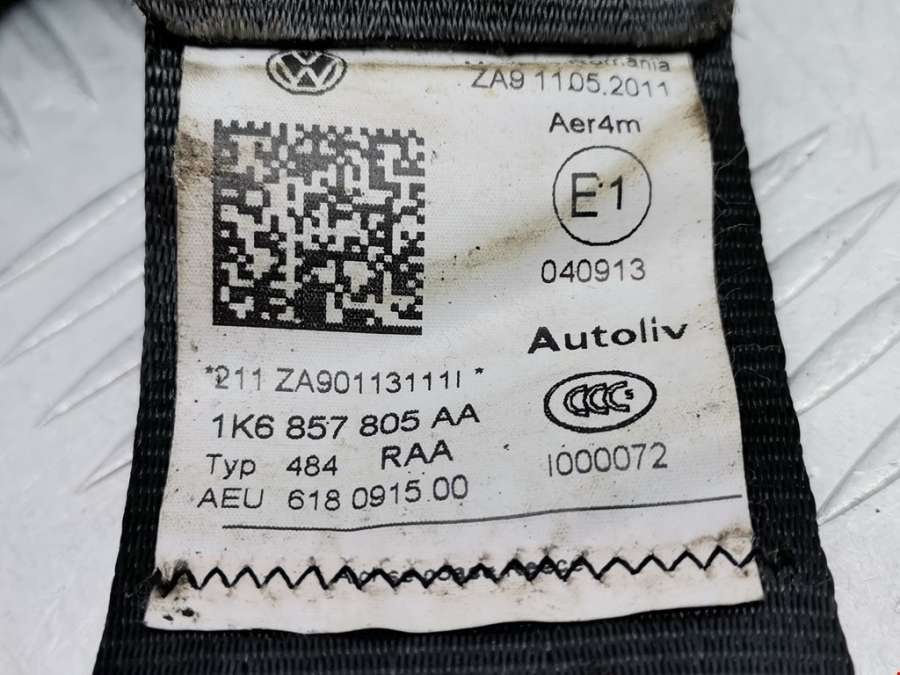 ZA9 11.05.2011
Aer4m
E1
040913
Autoliv
*211 ZA90113111I *
CCC S
1K6 857 805 AA
RAA
Typ 484
I000072
AEU 618 0915.00